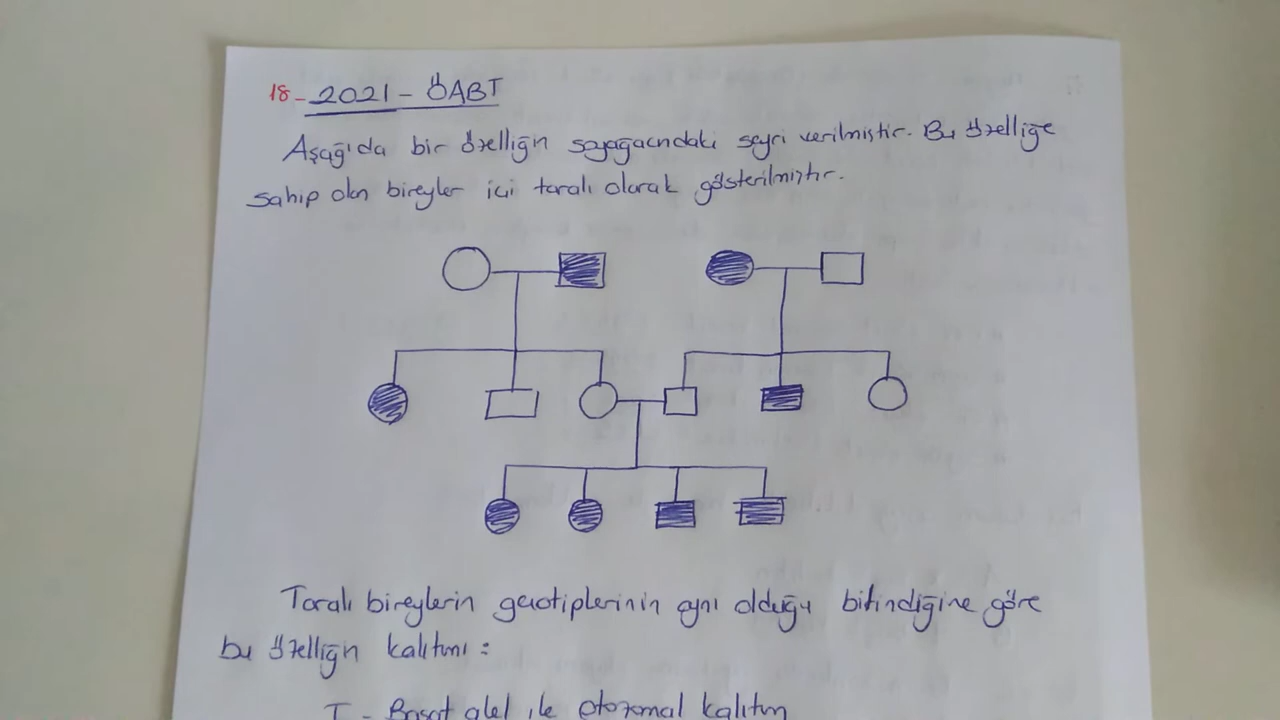 18- 2021 - ÖABT
Aşağıda bir özelliğin soyağacındaki seyri verilmiştir. Bu özelliğe
sahip olan bireyler içi taralı olarak gösterilmiştir.
Taralı bireylerin genotiplerinin aynı olduğu bilindiğine göre
bu özelliğin kalıtımı :
I - Başat alel ile otozomal kalıtım